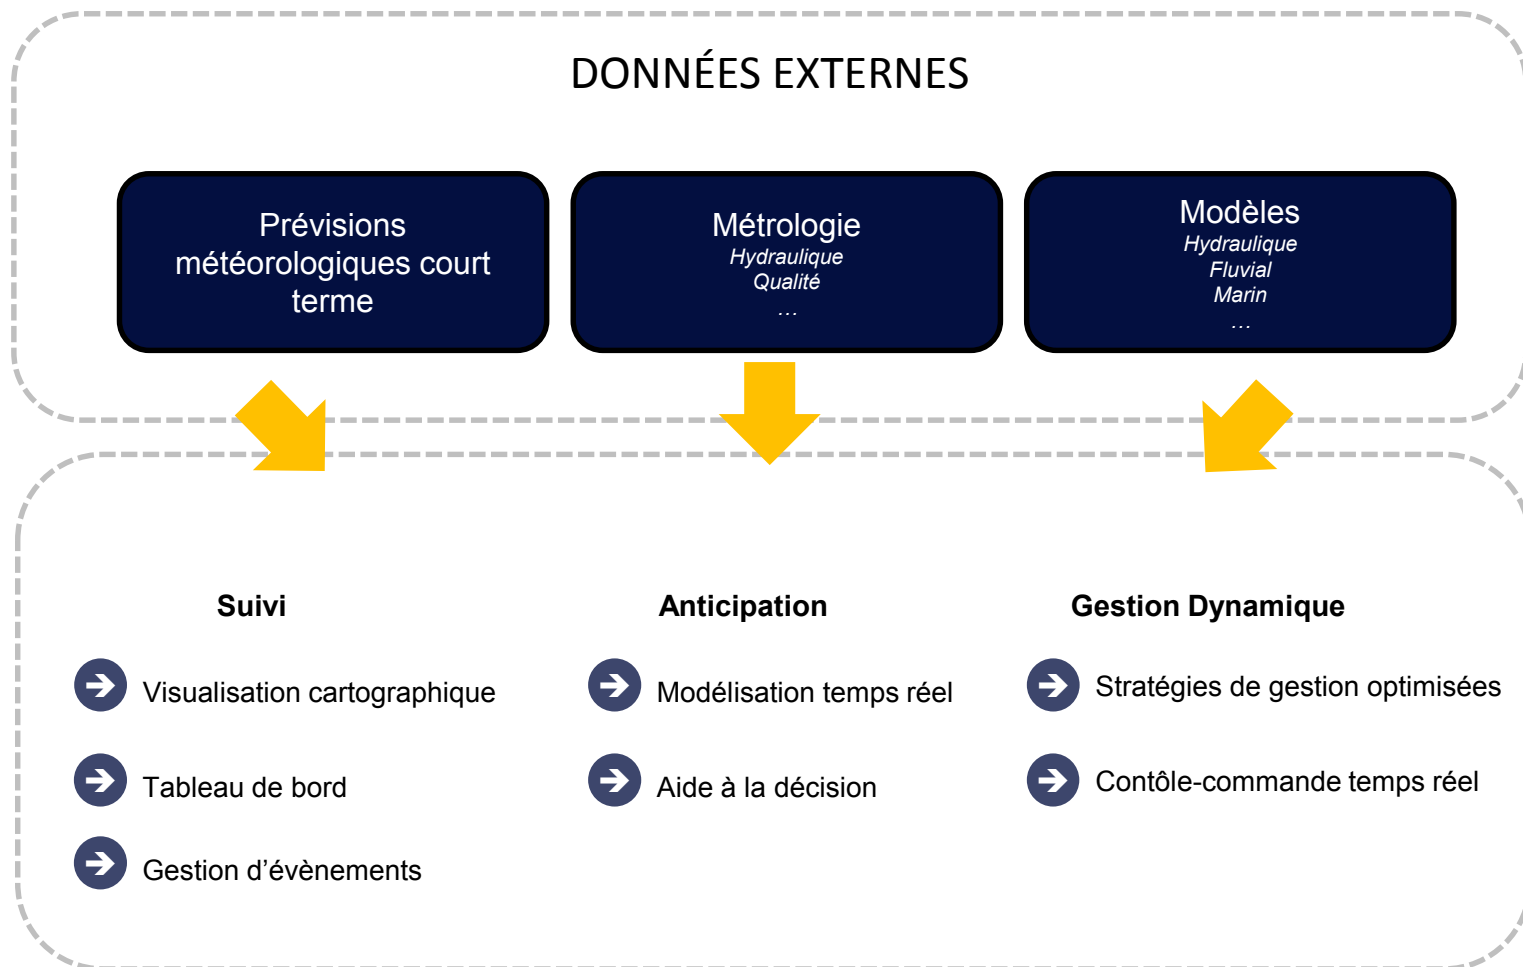 DONNÉES EXTERNES
Prévisions
météorologiques court
terme
Métrologie
Hydraulique
Qualité
…
Modèles
Hydraulique
Fluvial
Marin
…
Suivi
Visualisation cartographique
Tableau de bord
Gestion d’évènements
Anticipation
Modélisation temps réel
Aide à la décision
Gestion Dynamique
Stratégies de gestion optimisées
Contôle-commande temps réel